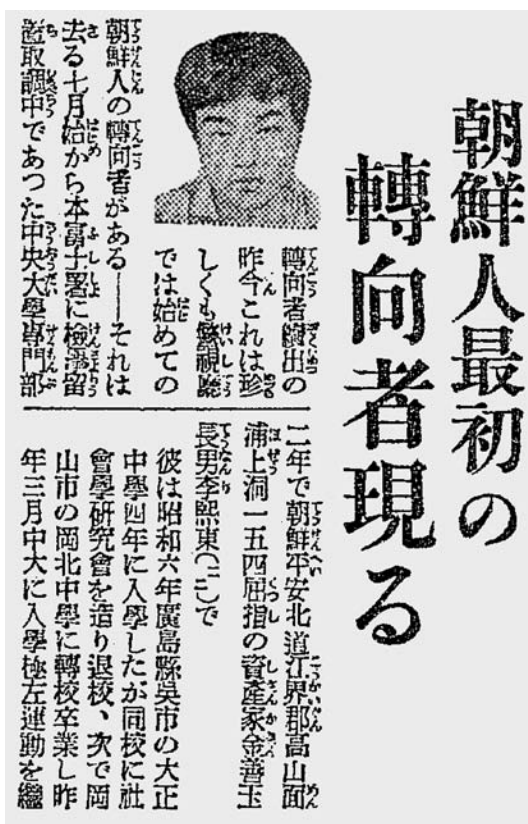 朝鮮人最初の
轉向者現る
轉向者續出の
昨今これは珍
しくも警視廳
では始めての
朝鮮人の轉向者がある——それは
去る七月始から本富士署に檢擧留
置取調中であつた中央大學專門部
二年で朝鮮平安北道江界郡高山面
浦上洞一五四屈指の資産家金善玉
長男李熙東(二三)で
彼は昭和六年廣島縣吳市の大正
中學四年に入學したが同校に社
會學研究會を造り退校、次で岡
山市の岡北中學に轉校卒業し昨
年三月中大に入學極左運動を繼